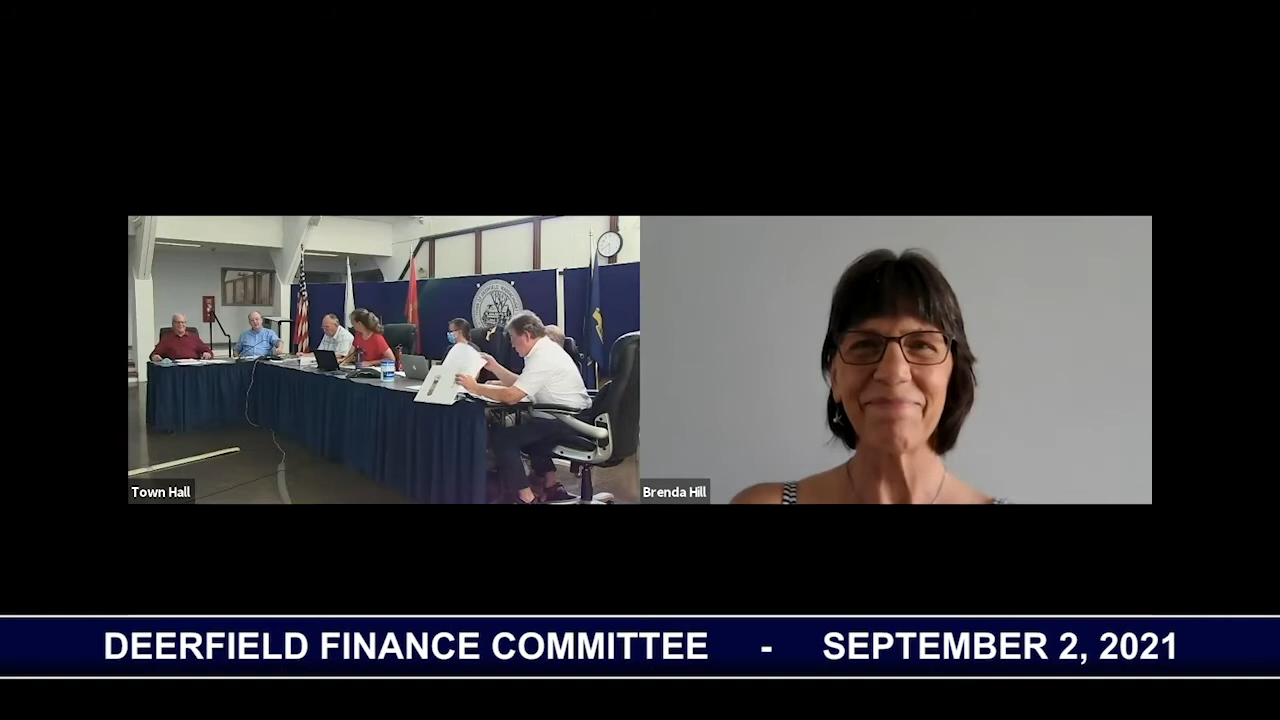 Town Hall
Brenda Hill
DEERFIELD FINANCE COMMITTEE - SEPTEMBER 2, 2021